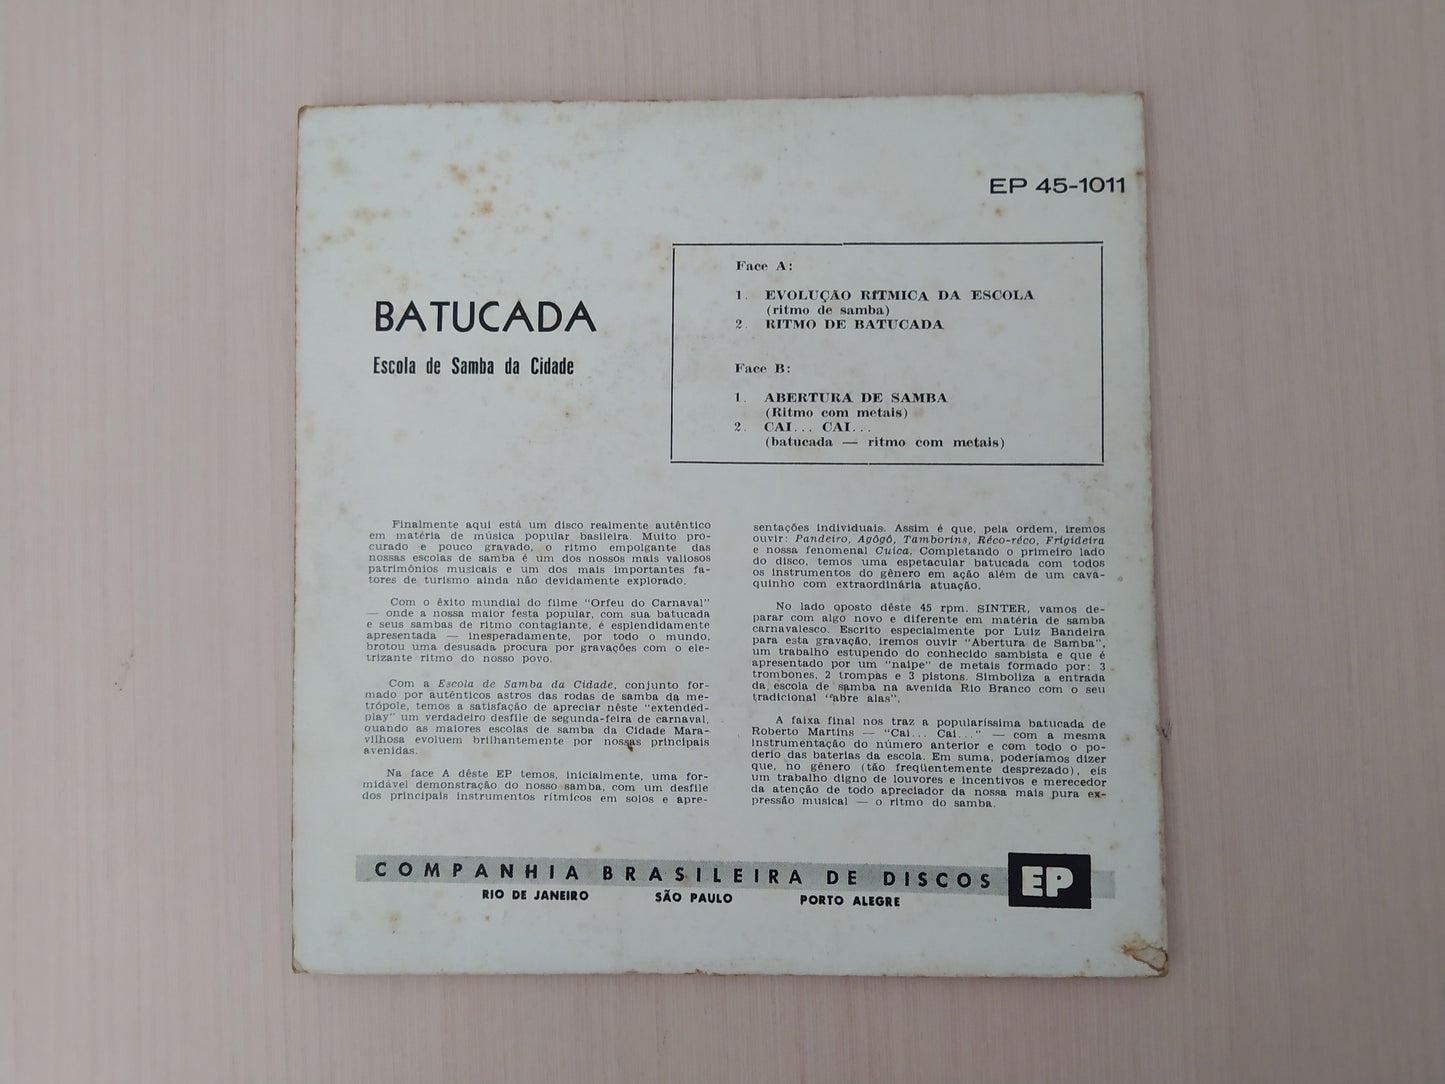 EP 45-1011
BATUCADA
Escola de Samba da Cidade
Face A:
1. EVOLUÇÃO RÍTMICA DA ESCOLA
(ritmo de samba)
2. RITMO DE BATUCADA
Face B:
1. ABERTURA DE SAMBA
(Ritmo com metais)
2. CAI... CAI...
(batucada — ritmo com metais)
Finalmente aqui está um disco realmente autêntico
em matéria de música popular basileira. Muito pro-
curado e pouco gravado, o ritmo empolgante das
nossas escolas de samba é um dos nossos mais valiosos
patrimônios musicais e um dos mais importantes fa-
tores de turismo ainda não devidamente explorado.
Com o êxito mundial do filme "Orfeu do Carnaval"
— onde a nossa maior festa popular, com sua batucada
e seus sambas de ritmo contagiante, é esplendidamente
apresentada — inesperadamente, por todo o mundo,
brotou uma desusada procura por gravações com o ele-
trizante ritmo do nosso povo.
Com a Escola de Samba da Cidade, conjunto for-
mado por autênticos astros das rodas de samba da me-
trópole, temos a satisfação de apreciar nêste "extended-
play" um verdadeiro desfile de segunda-feira de carnaval,
quando as maiores escolas de samba da Cidade Mara-
vilhosa evoluem brilhantemente por nossas principais
avenidas.
Na face A dêste EP temos, inicialmente, uma for-
midável demonstração do nosso samba, com um desfile
dos principais instrumentos rítmicos em solos e apre-
sentações individuais. Assim é que, pela ordem, iremos
ouvir: Pandeiro, Agôgô, Tamborins, Réco-réco, Frigideira
e nossa fenomenal Cuíca. Completando o primeiro lado
do disco, temos uma espetacular batucada com todos
os instrumentos do gênero em ação além de um cava-
quinho com extraordinária atuação.
No lado oposto dêste 45 rpm. SINTER, vamos de-
parar com algo novo e diferente em matéria de samba
carnavalesco. Escrito especialmente por Luiz Bandeira
para esta gravação, iremos ouvir "Abertura de Samba",
um trabalho estupendo do conhecido sambista e que é
apresentado por um "naipe" de metais formado por: 3
trombones, 2 trompas e 3 pistons. Simboliza a entrada
da escola de samba na avenida Rio Branco com o seu
tradicional "abre alas".
A faixa final nos traz a popularíssima batucada de
Roberto Martins — "Cai... Cai..." — com a mesma
instrumentação do número anterior e com todo o po-
derio das baterias da escola. Em suma, poderíamos dizer
que, no gênero (tão freqüentemente desprezado), eis
um trabalho digno de louvores e incentivos e merecedor
da atenção de todo apreciador da nossa mais pura ex-
pressão musical — o ritmo do samba.
COMPANHIA BRASILEIRA DE DISCOS EP
RIO DE JANEIRO SÃO PAULO PORTO ALEGRE